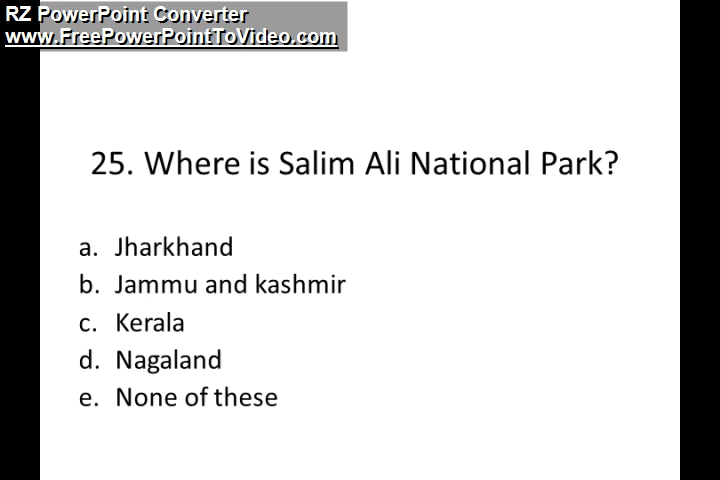 RZ PowerPoint Converter
www.FreePowerPointToVideo.com
25. Where is Salim Ali National Park?
a. Jharkhand
b. Jammu and kashmir
c. Kerala
d. Nagaland
e. None of these